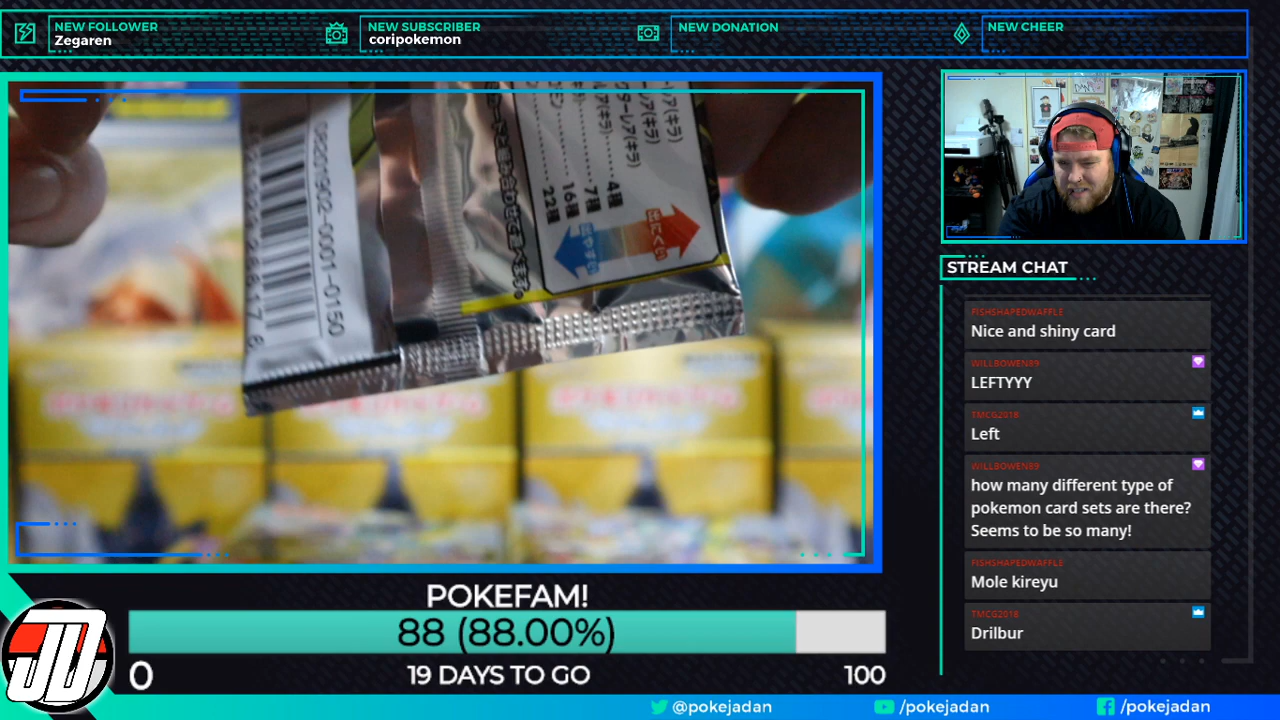 NEW FOLLOWER
Zegaren
NEW SUBSCRIBER
coripokemon
NEW DONATION
NEW CHEER
4種
7種
16種
22種
STREAM CHAT
FISHSHAPEDWAFFLE
Nice and shiny card
WILLBOWEN89
LEFTYYY
TMCG2018
Left
WILLBOWEN89
how many different type of
pokemon card sets are there?
Seems to be so many!
FISHSHAPEDWAFFLE
Mole kireyu
TMCG2018
Drilbur
POKEFAM!
88 (88.00%)
0
19 DAYS TO GO
100
@pokejadan
/pokejadan
/pokejadan